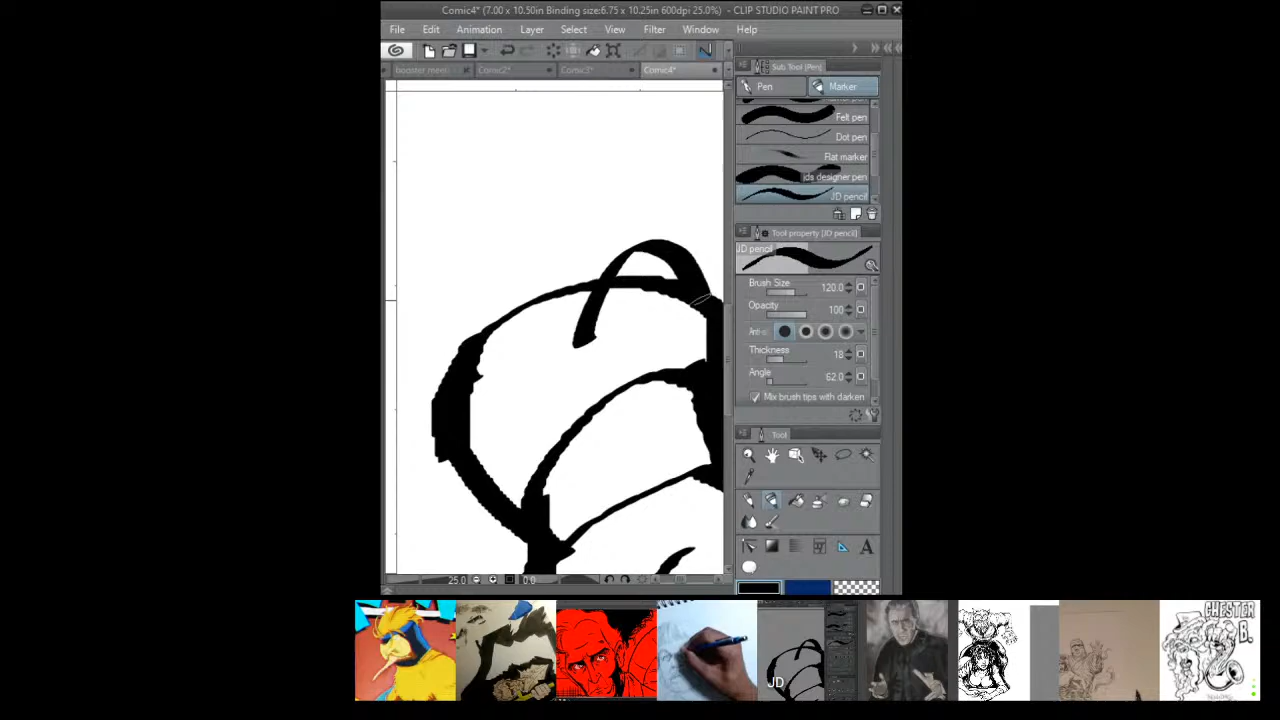 Comic4* (7.00 x 10.50in Binding size:6.75 x 10.25in 600dpi 25.0%) - CLIP STUDIO PAINT PRO
File Edit Animation Layer Select View Filter Window Help
Comic2* Comic3* Comic4*
Sub Tool [Pen]
Pen Marker
Felt pen
Dot pen
Flat marker
jds designer pen
JD pencil
Tool property [JD pencil]
JD pencil
Brush Size 120.0
Opacity 100
Thickness 18
Angle 62.0
Mix brush tips with darken
Tool
25.0 0.0
JD
CHESTER
B.